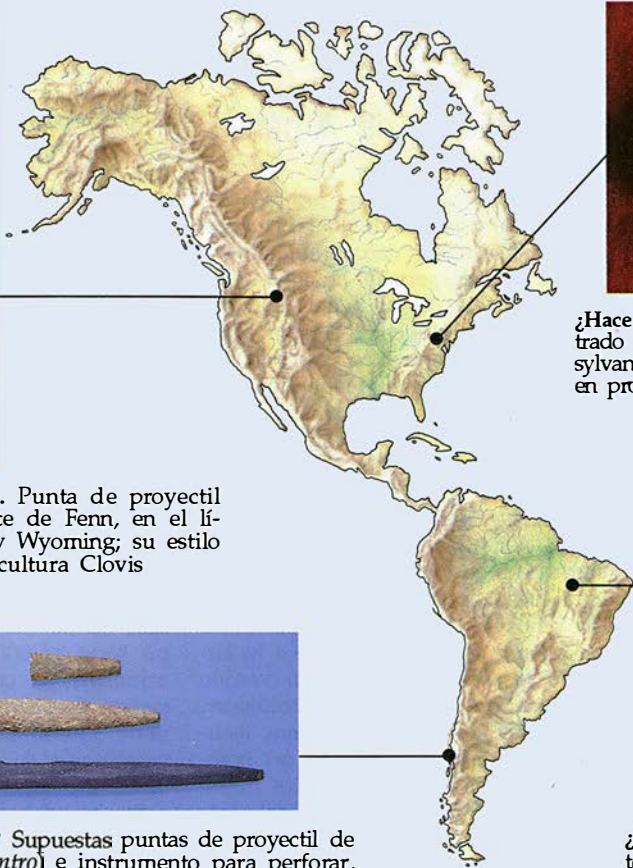 ¿Hace
trado
sylvan
en pro
. Punta de proyectil
te de Fenn, en el lí-
y Wyoming; su estilo
cultura Clovis
Supuestas puntas de proyectil de
ntro] e instrumento para perforar,
¿